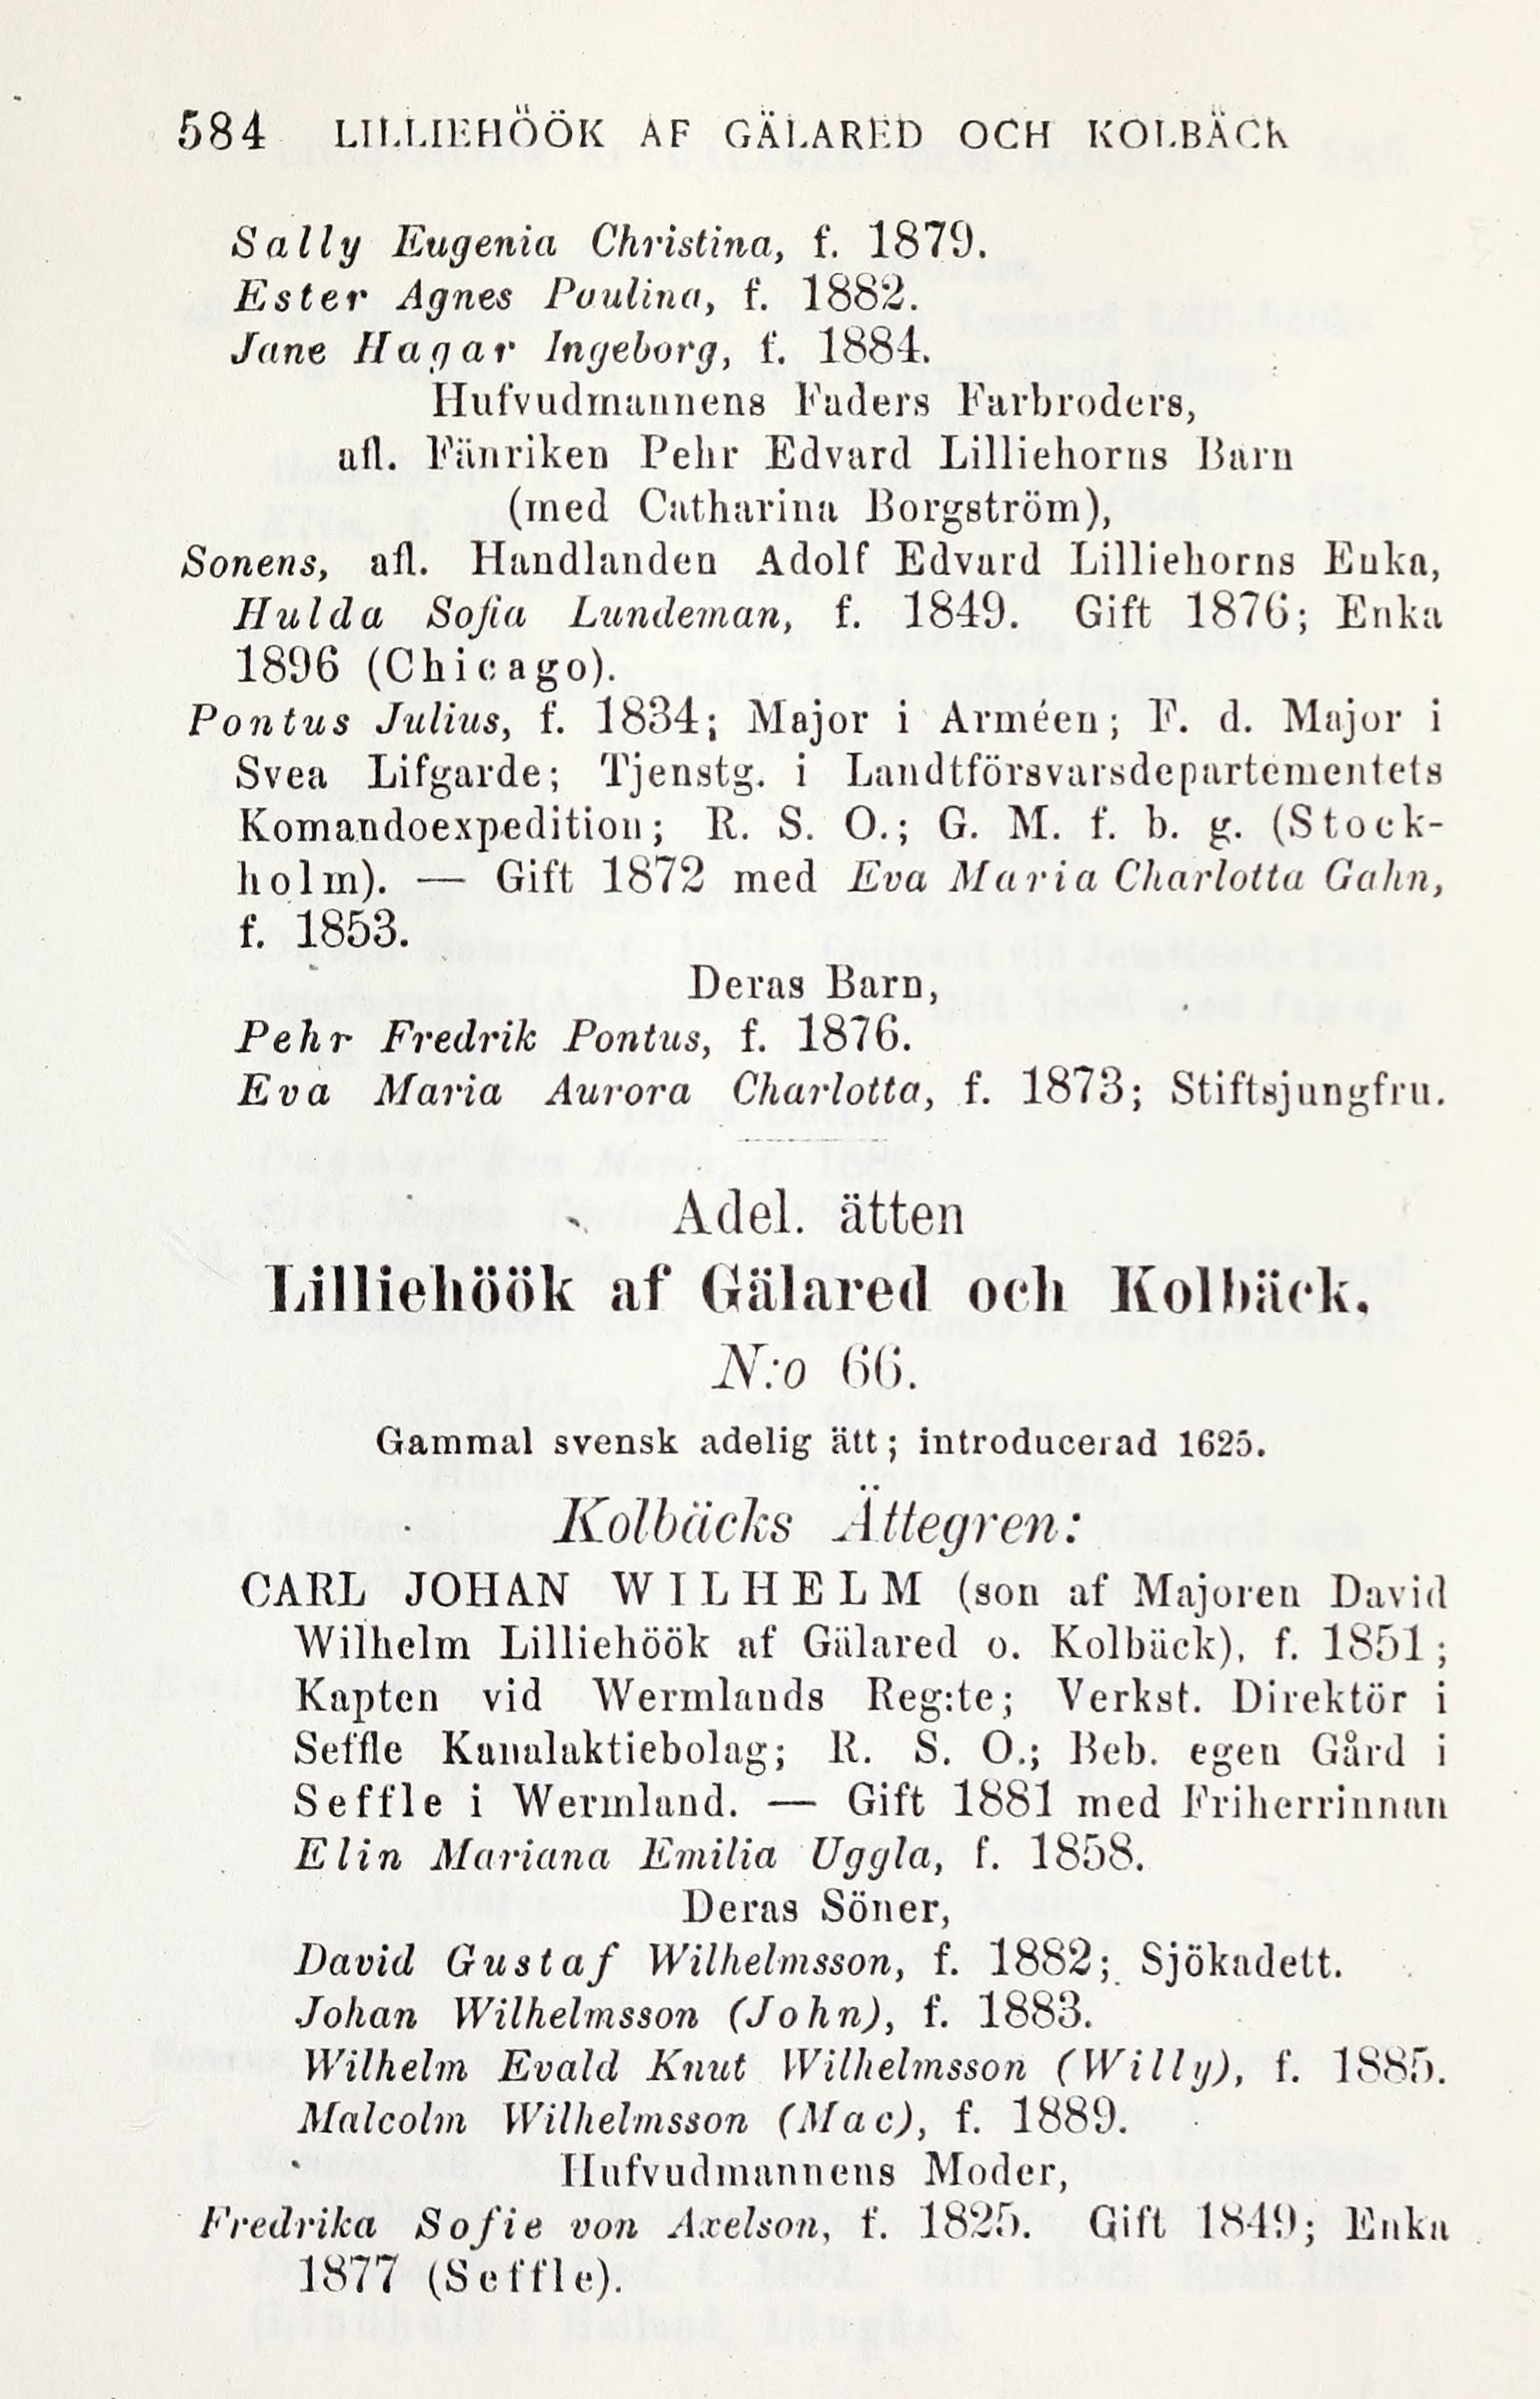 584 LILLIEHÖÖK AF GÄLARED OCH KOLBÄCK
Sally Eugenia Christina, f. 1879.
Ester Agnes Paulina, f. 1882.
Jane Hagar Ingeborg, f. 1884.
Hufvudmannens Faders Farbroders,
afl. Fänriken Pehr Edvard Lilliehorns Barn
(med Catharina Borgström),
Sonens, afl. Handlanden Adolf Edvard Lilliehorns Enka,
Hulda Sofia Lundeman, f. 1849. Gift 1876; Enka
1896 (Chicago).
Pontus Julius, f. 1834; Major i Arméen; F. d. Major i
Svea Lifgarde; Tjenstg. i Landtförsvarsdepartementets
Komandoexpedition; R. S. O.; G. M. f. b. g. (Stock-
holm). — Gift 1872 med Eva Maria Charlotta Gahn,
f. 1853.
Deras Barn,
Pehr Fredrik Pontus, f. 1876.
Eva Maria Aurora Charlotta, f. 1873; Stiftsjungfru.
Adel. ätten
Lilliehöök af Gälared och Kolbäck.
N:o 66.
Gammal svensk adelig ätt; introducerad 1625.
Kolbäcks Ättegren:
CARL JOHAN WILHELM (son af Majoren David
Wilhelm Lilliehöök af Gälared o. Kolbäck), f. 1851;
Kapten vid Wermlands Reg:te; Verkst. Direktör i
Seffle Kanalaktiebolag; R. S. O.; Beb. egen Gård i
Seffle i Wermland. — Gift 1881 med Friherrinnan
Elin Mariana Emilia Uggla, f. 1858.
Deras Söner,
David Gustaf Wilhelmsson, f. 1882; Sjökadett.
Johan Wilhelmsson (John), f. 1883.
Wilhelm Evald Knut Wilhelmsson (Willy), f. 1885.
Malcolm Wilhelmsson (Mac), f. 1889.
Hufvudmannens Moder,
Fredrika Sofie von Axelson, f. 1825. Gift 1849; Enka
1877 (Seffle).